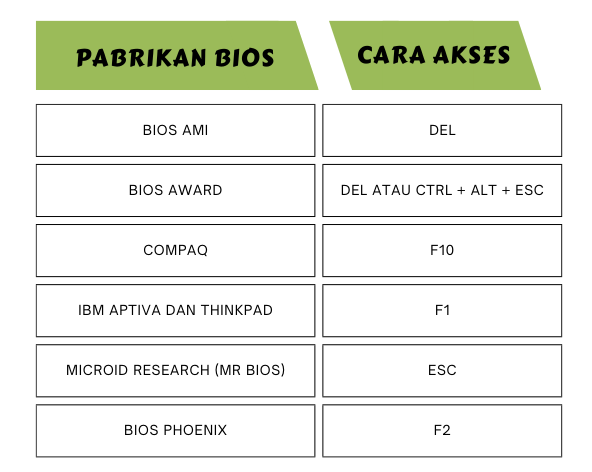 PABRIKAN BIOS CARA AKSES
BIOS AMI DEL
BIOS AWARD DEL ATAU CTRL + ALT + ESC
COMPAQ F10
IBM APTIVA DAN THINKPAD F1
MICROID RESEARCH (MR BIOS) ESC
BIOS PHOENIX F2